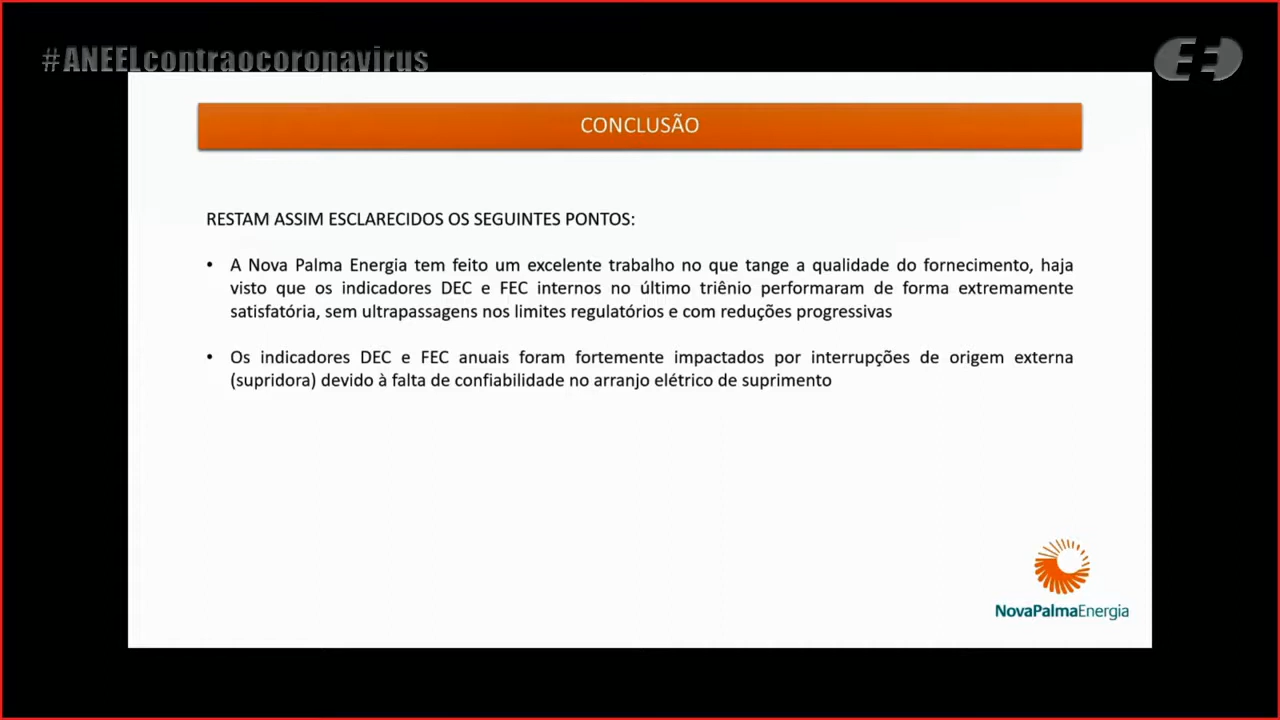 #ANEELcontraocoronavirus
CONCLUSÃO
RESTAM ASSIM ESCLARECIDOS OS SEGUINTES PONTOS:
• A Nova Palma Energia tem feito um excelente trabalho no que tange a qualidade do fornecimento, haja
visto que os indicadores DEC e FEC internos no último triênio performaram de forma extremamente
satisfatória, sem ultrapassagens nos limites regulatórios e com reduções progressivas
• Os indicadores DEC e FEC anuais foram fortemente impactados por interrupções de origem externa
(supridora) devido à falta de confiabilidade no arranjo elétrico de suprimento
NovaPalmaEnergia